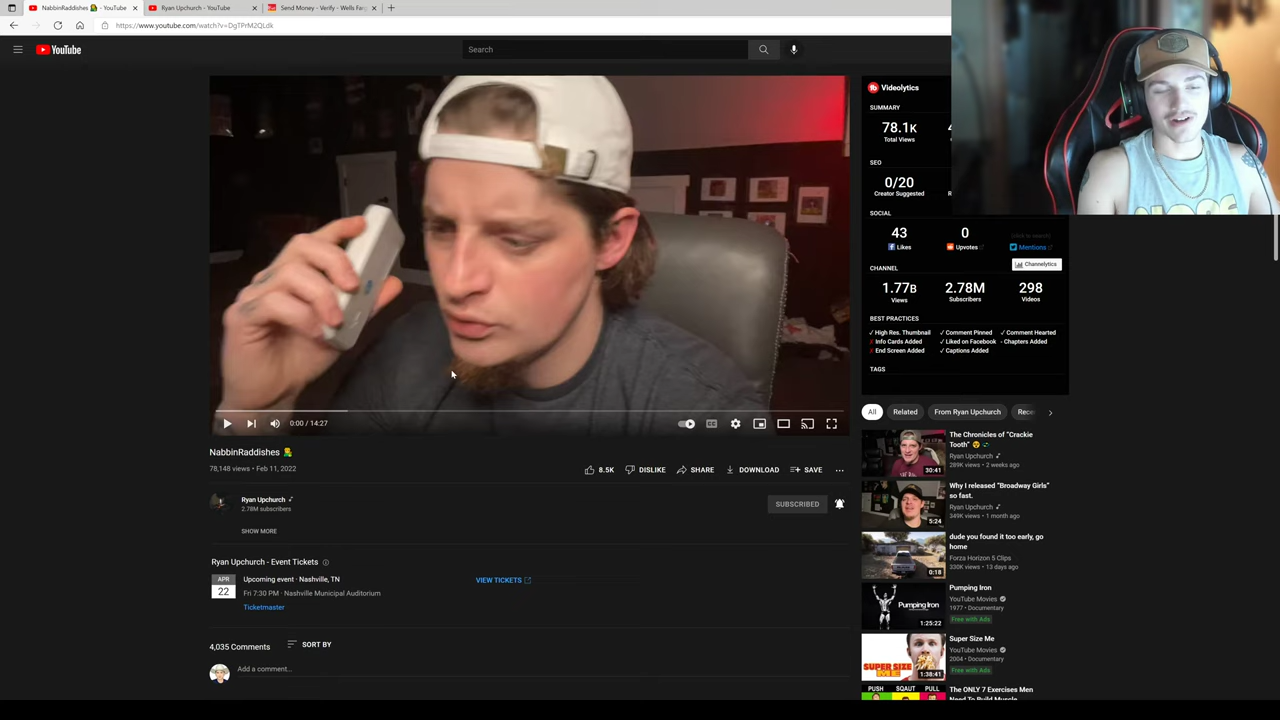 NabbinRaddishes 🤦‍♂️ - YouTube
Ryan Upchurch - YouTube
Send Money - Verify - Wells Farg
https://www.youtube.com/watch?v=DgTPrM2QLdk
YouTube
Search
Videolytics
SUMMARY
78.1K
Total Views
SEO
0/20
Creator Suggested
SOCIAL
43
0
Likes
Upvotes
Mentions
Channelytics
CHANNEL
1.77B
2.78M
298
Views
Subscribers
Videos
BEST PRACTICES
✓ High Res. Thumbnail
✓ Comment Pinned
✓ Comment Hearted
✗ Info Cards Added
✓ Liked on Facebook
- Chapters Added
✗ End Screen Added
✓ Captions Added
TAGS
0:00 / 14:27
NabbinRaddishes
78,148 views • Feb 11, 2022
8.5K
DISLIKE
SHARE
DOWNLOAD
SAVE
Ryan Upchurch
2.78M subscribers
SUBSCRIBED
SHOW MORE
Ryan Upchurch - Event Tickets
APR
22
Upcoming event • Nashville, TN
Fri 7:30 PM • Nashville Municipal Auditorium
Ticketmaster
VIEW TICKETS
4,035 Comments
SORT BY
Add a comment...
All
Related
From Ryan Upchurch
Rece
The Chronicles of “Crackie
Tooth”
Ryan Upchurch
289K views • 2 weeks ago
30:41
Why I released “Broadway Girls”
so fast.
Ryan Upchurch
349K views • 1 month ago
5:24
dude you found it too early, go
home
Forza Horizon 5 Clips
330K views • 13 days ago
0:18
Pumping Iron
YouTube Movies
1977 • Documentary
Free with Ads
Pumping Iron
1:25:22
Super Size Me
YouTube Movies
2004 • Documentary
Free with Ads
SUPER SIZE
ME
1:38:41
The ONLY 7 Exercises Men
PUSH
SQAUT
PULL